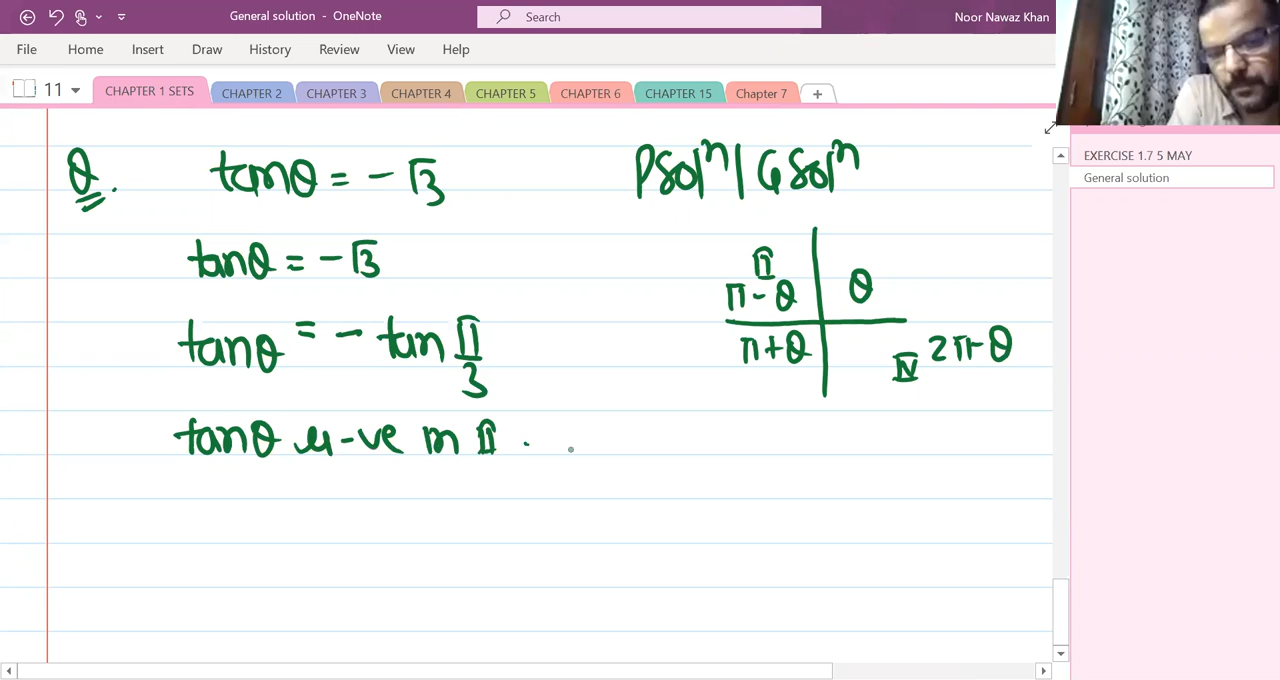 General solution - OneNote
Search
Noor Nawaz Khan
File Home Insert Draw History Review View Help
11
CHAPTER 1 SETS CHAPTER 2 CHAPTER 3 CHAPTER 4 CHAPTER 5 CHAPTER 6 CHAPTER 15 Chapter 7 +
EXERCISE 1.7 5 MAY
General solution
Q. tanθ = -√3
Psolⁿ | Gsolⁿ
tanθ = -√3
tanθ = - tan π/3
tanθ is -ve in II .
II
π-θ θ
π+θ
IV 2π-θ